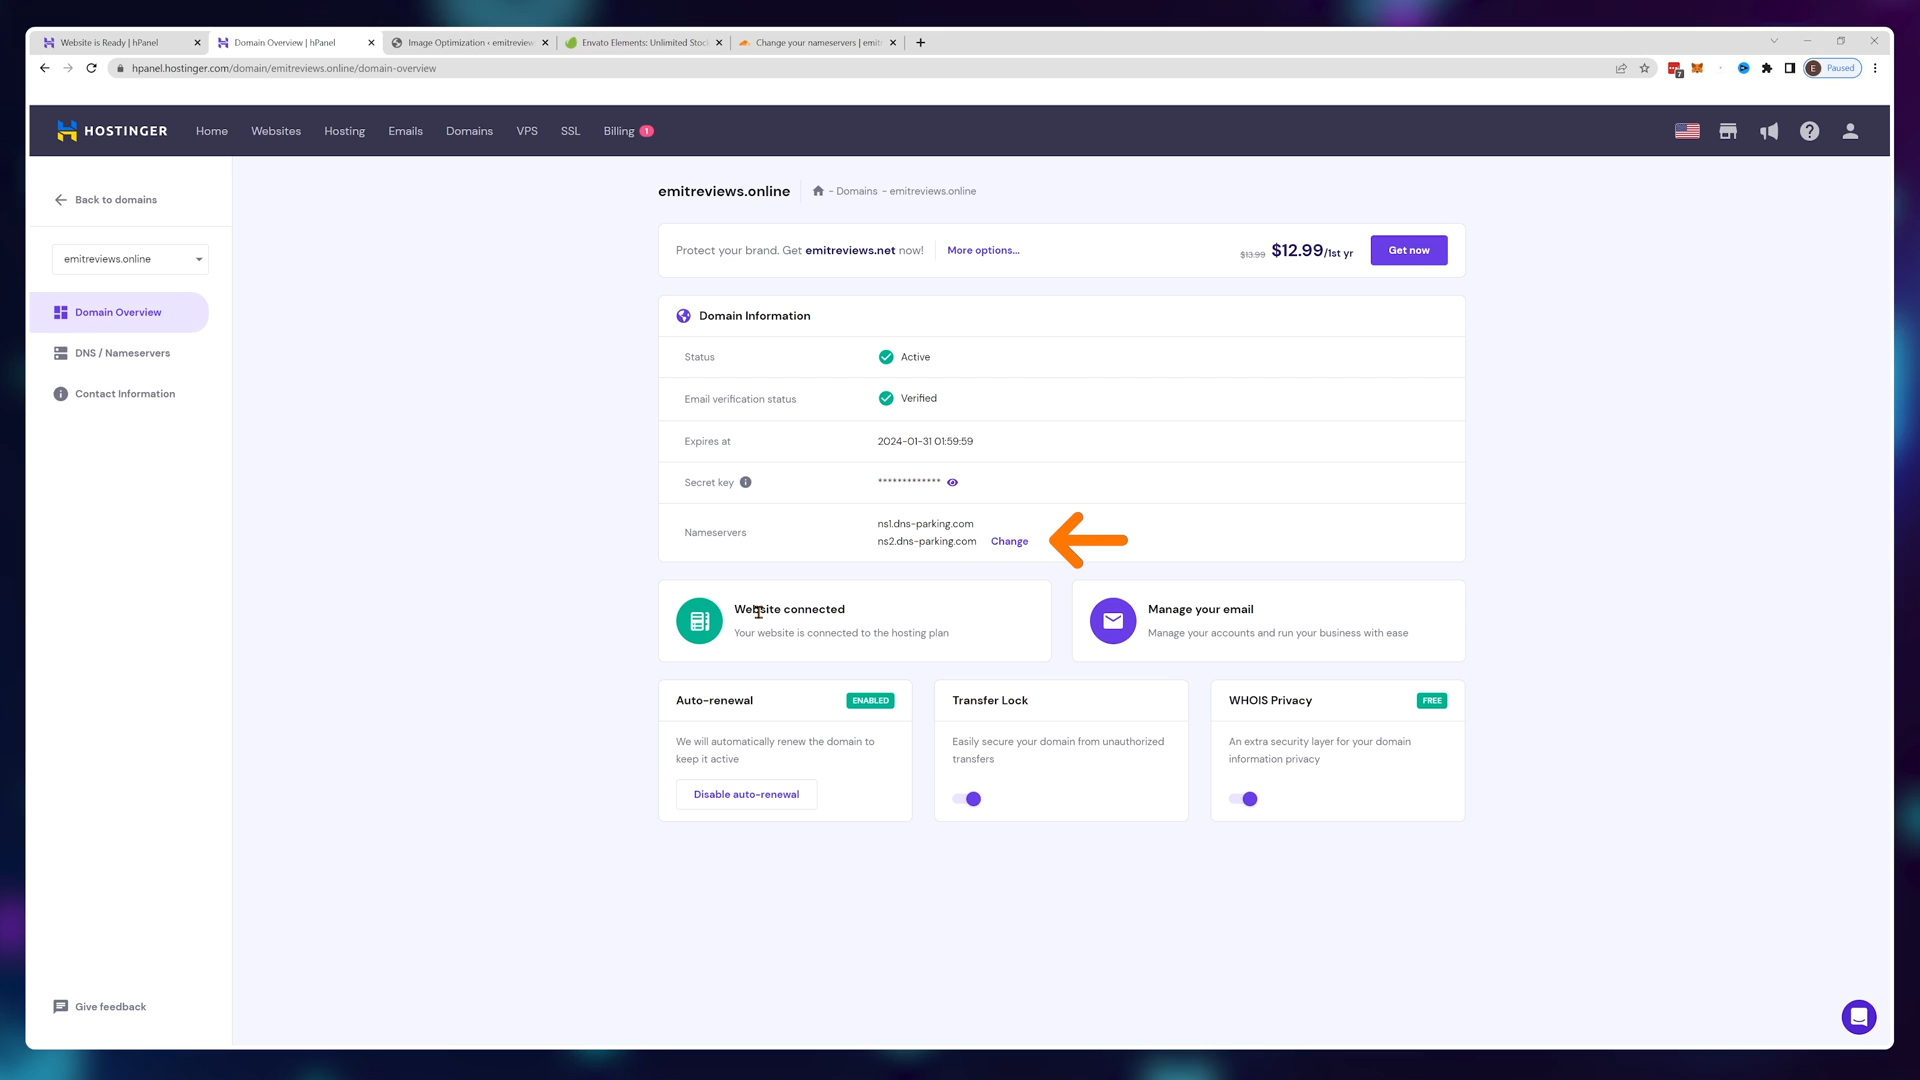 Website is Ready | hPanel
Domain Overview | hPanel
Image Optimization ‹ emitreview
Envato Elements: Unlimited Stoc
Change your nameservers | emit
hpanel.hostinger.com/domain/emitreviews.online/domain-overview
7
E
Paused
HOSTINGER
Home
Websites
Hosting
Emails
Domains
VPS
SSL
Billing
1
Back to domains
emitreviews.online
Domain Overview
DNS / Nameservers
Contact Information
Give feedback
emitreviews.online
- Domains - emitreviews.online
Protect your brand. Get emitreviews.net now!
More options...
$13.99
$12.99/1st yr
Get now
Domain Information
Status
Active
Email verification status
Verified
Expires at
2024-01-31 01:59:59
Secret key
*************
Nameservers
ns1.dns-parking.com
ns2.dns-parking.com
Change
Website connected
Your website is connected to the hosting plan
Manage your email
Manage your accounts and run your business with ease
Auto-renewal
ENABLED
We will automatically renew the domain to
keep it active
Disable auto-renewal
Transfer Lock
Easily secure your domain from unauthorized
transfers
WHOIS Privacy
FREE
An extra security layer for your domain
information privacy